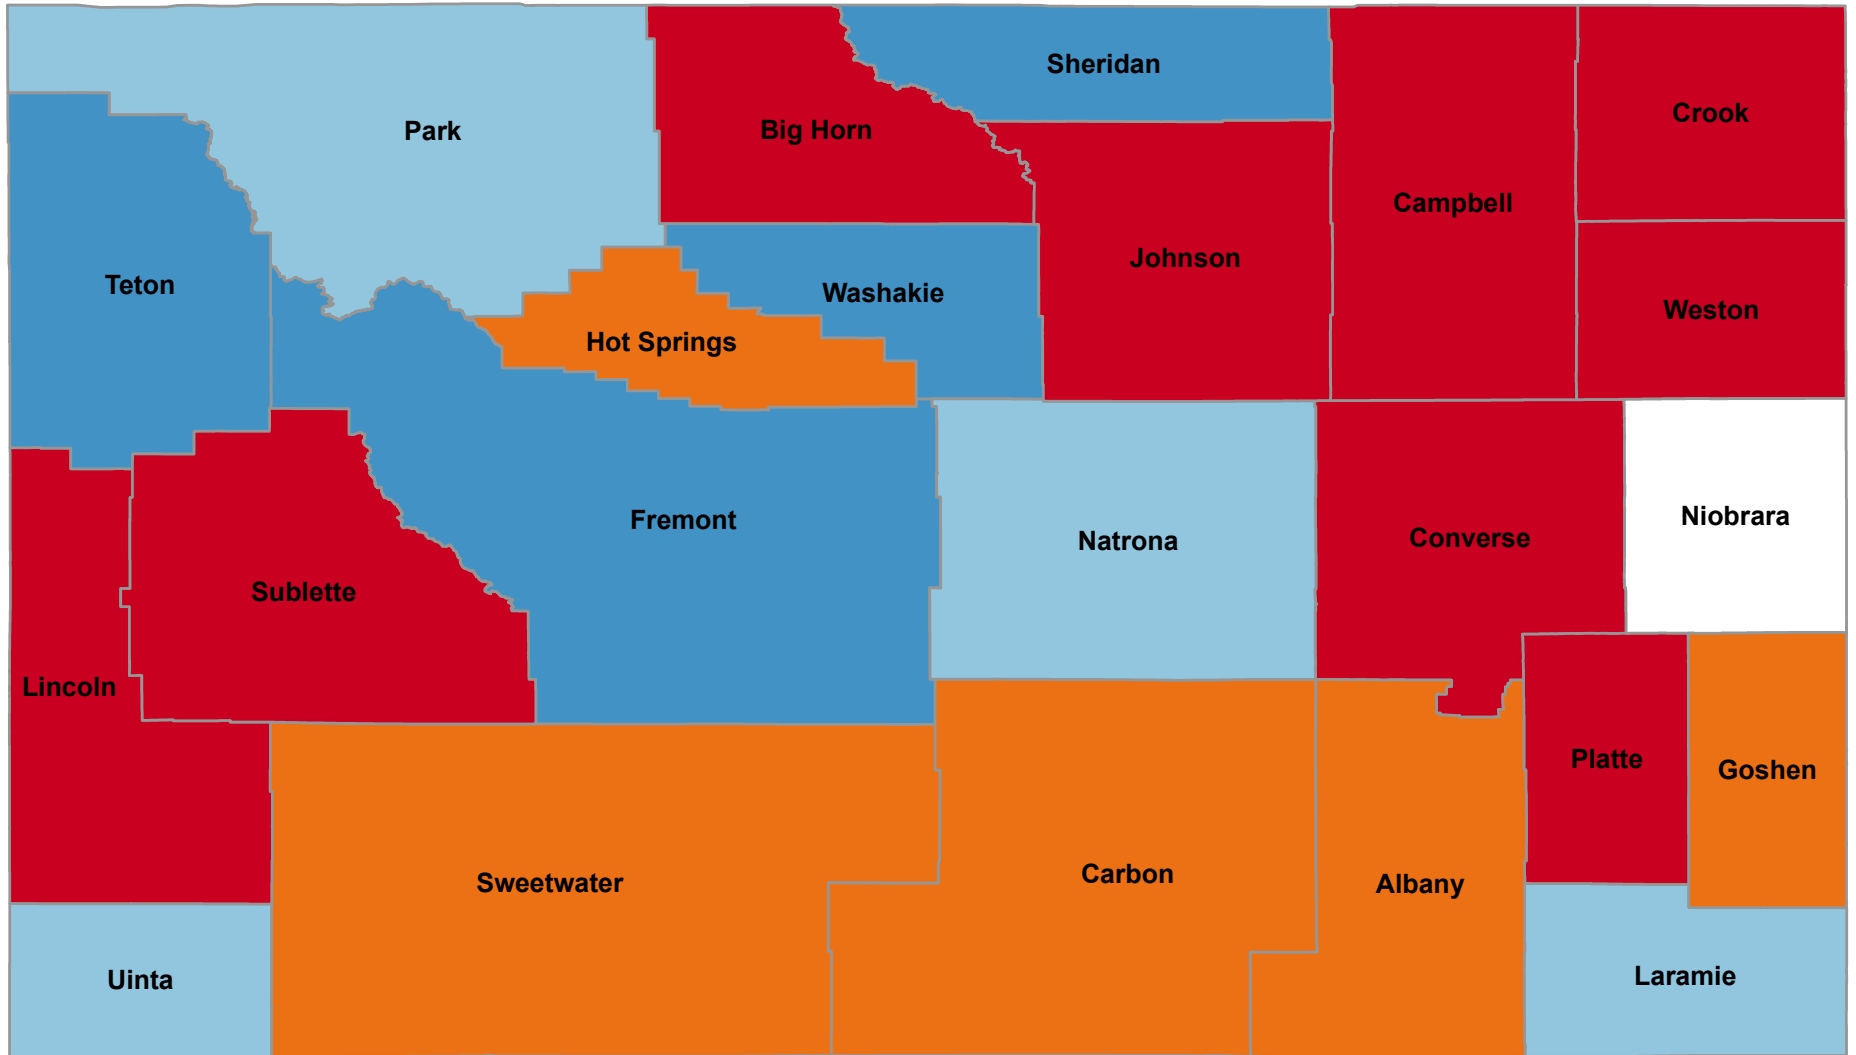 Sheridan
Crook
Park
Big Horn
Campbell
Johnson
Teton
Washakie
Weston
Hot Springs
Niobrara
Fremont
Converse
Natrona
Sublette
Lincoln
Platte
Goshen
Carbon
Sweetwater
Albany
Laramie
Uinta